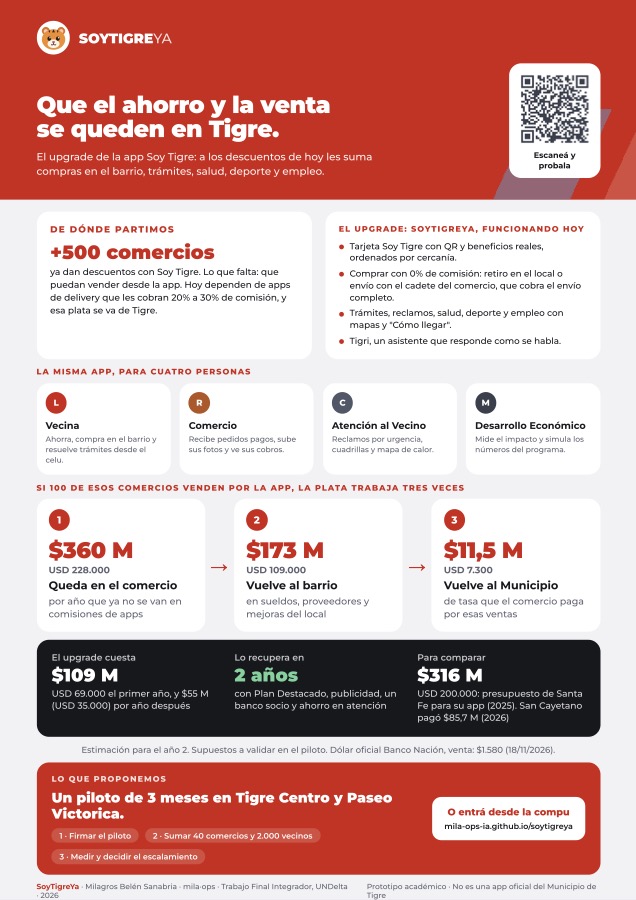 SOYTIGREYA
Que el ahorro y la venta
se queden en Tigre.
El upgrade de la app Soy Tigre: a los descuentos de hoy les suma
compras en el barrio, trámites, salud, deporte y empleo.
Escaneá y
probala
DE DÓNDE PARTIMOS
+500 comercios
ya dan descuentos con Soy Tigre. Lo que falta: que
puedan vender desde la app. Hoy dependen de apps
de delivery que les cobran 20% a 30% de comisión, y
esa plata se va de Tigre.
EL UPGRADE: SOYTIGREYA, FUNCIONANDO HOY
Tarjeta Soy Tigre con QR y beneficios reales,
ordenados por cercanía.
Comprar con 0% de comisión: retiro en el local o
envío con el cadete del comercio, que cobra el envío
completo.
Trámites, reclamos, salud, deporte y empleo con
mapas y "Cómo llegar".
Tigri, un asistente que responde como se habla.
LA MISMA APP, PARA CUATRO PERSONAS
L
Vecina
Ahorra, compra en el barrio y
resuelve trámites desde el
celu.
R
Comercio
Recibe pedidos pagos, sube
sus fotos y ve sus cobros.
C
Atención al Vecino
Reclamos por urgencia,
cuadrillas y mapa de calor.
M
Desarrollo Económico
Mide el impacto y simula los
números del programa.
SI 100 DE ESOS COMERCIOS VENDEN POR LA APP, LA PLATA TRABAJA TRES VECES
1
$360 M
USD 228.000
Queda en el comercio
por año que ya no se van en
comisiones de apps
→
2
$173 M
USD 109.000
Vuelve al barrio
en sueldos, proveedores y
mejoras del local
→
3
$11,5 M
USD 7.300
Vuelve al Municipio
de tasa que el comercio paga
por esas ventas
El upgrade cuesta
$109 M
USD 69.000 el primer año, y $55 M
(USD 35.000) por año después
Lo recupera en
2 años
con Plan Destacado, publicidad, un
banco socio y ahorro en atención
Para comparar
$316 M
USD 200.000: presupuesto de Santa
Fe para su app (2025). San Cayetano
pagó $85,7 M (2026)
Estimación para el año 2. Supuestos a validar en el piloto. Dólar oficial Banco Nación, venta: $1.580 (18/11/2026).
LO QUE PROPONEMOS
Un piloto de 3 meses en Tigre Centro y Paseo
Victorica.
1 · Firmar el piloto
2 · Sumar 40 comercios y 2.000 vecinos
3 · Medir y decidir el escalamiento
O entrá desde la compu
mila-ops-ia.github.io/soytigreya
SoyTigreYa · Milagros Belén Sanabria · mila-ops · Trabajo Final Integrador, UNDelta
· 2026
Prototipo académico · No es una app oficial del Municipio de
Tigre